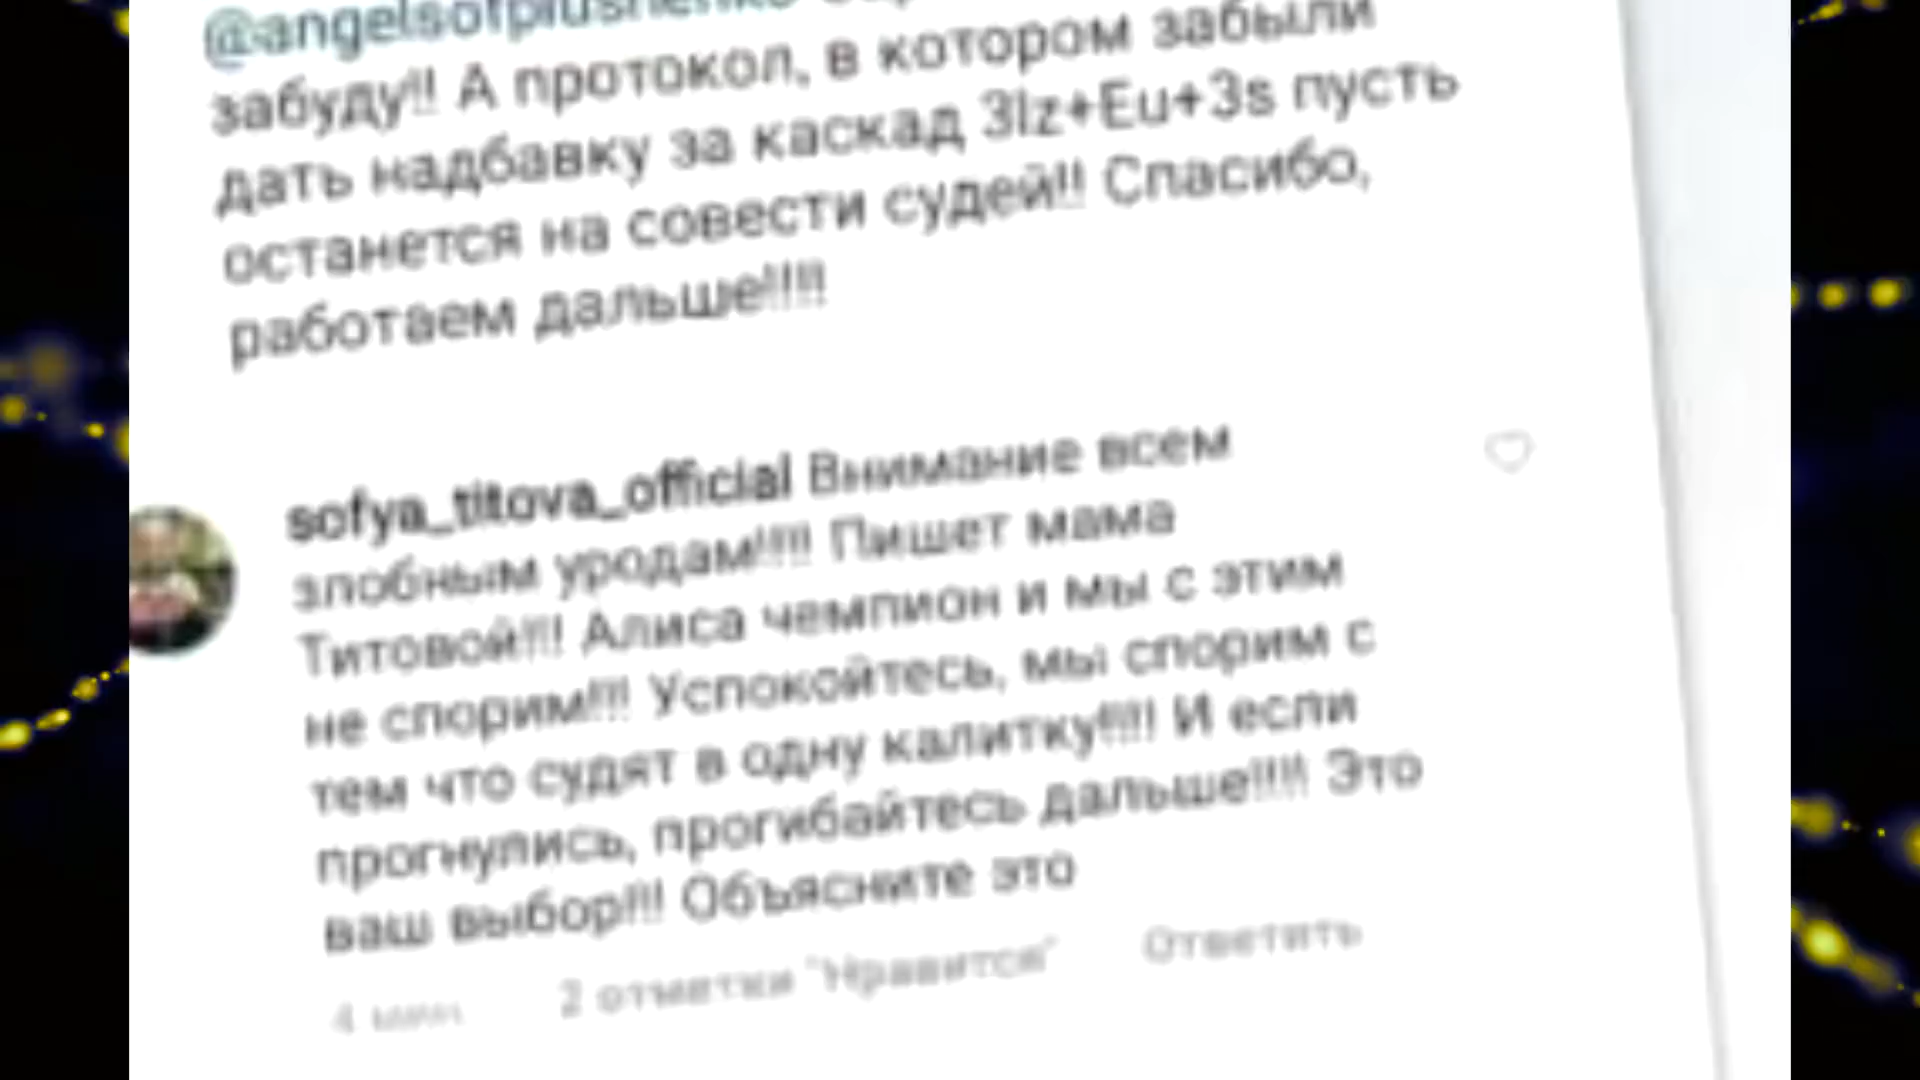 @angelsofplushenko
забуду!! А протокол, в котором забыли
дать надбавку за каскад 3lz+Eu+3s пусть
останется на совести судей!! Спасибо,
работаем дальше!!!!!
sofya_titova_official Внимание всем
злобным уродам!!!!! Пишет мама
Титовой!!!! Алиса чемпион и мы с этим
не спорим!!!! Успокойтесь, мы спорим с
тем что судят в одну калитку!!!!! И если
прогнулись, прогибайтесь дальше!!!!! Это
ваш выбор!!!! Объясните это
4 мин 2 отметки "Нравится" Ответить